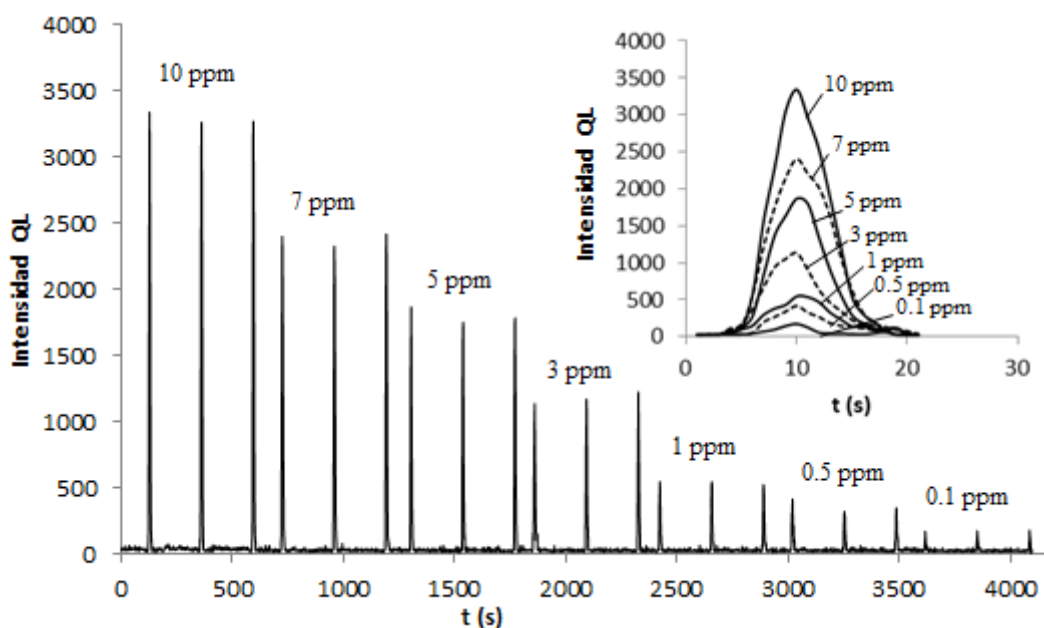 Intensidad QL
4000
3500
3000
2500
2000
1500
1000
500
0
10 ppm
7 ppm
5 ppm
3 ppm
1 ppm
0.5 ppm
0.1 ppm
0 500 1000 1500 2000 2500 3000 3500 4000
t (s)
Intensidad QL
4000
3500
3000
2500
2000
1500
1000
500
0
10 ppm
7 ppm
5 ppm
3 ppm
1 ppm
0.5 ppm
0.1 ppm
0 10 20 30
t (s)